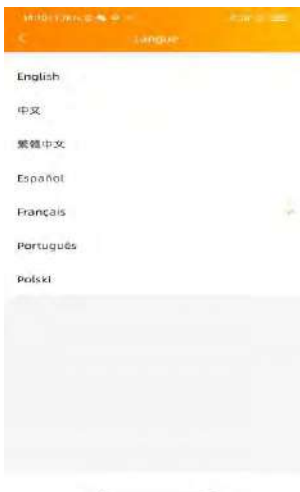 Langue
English
中文
繁體中文
Español
Français
Português
Polski